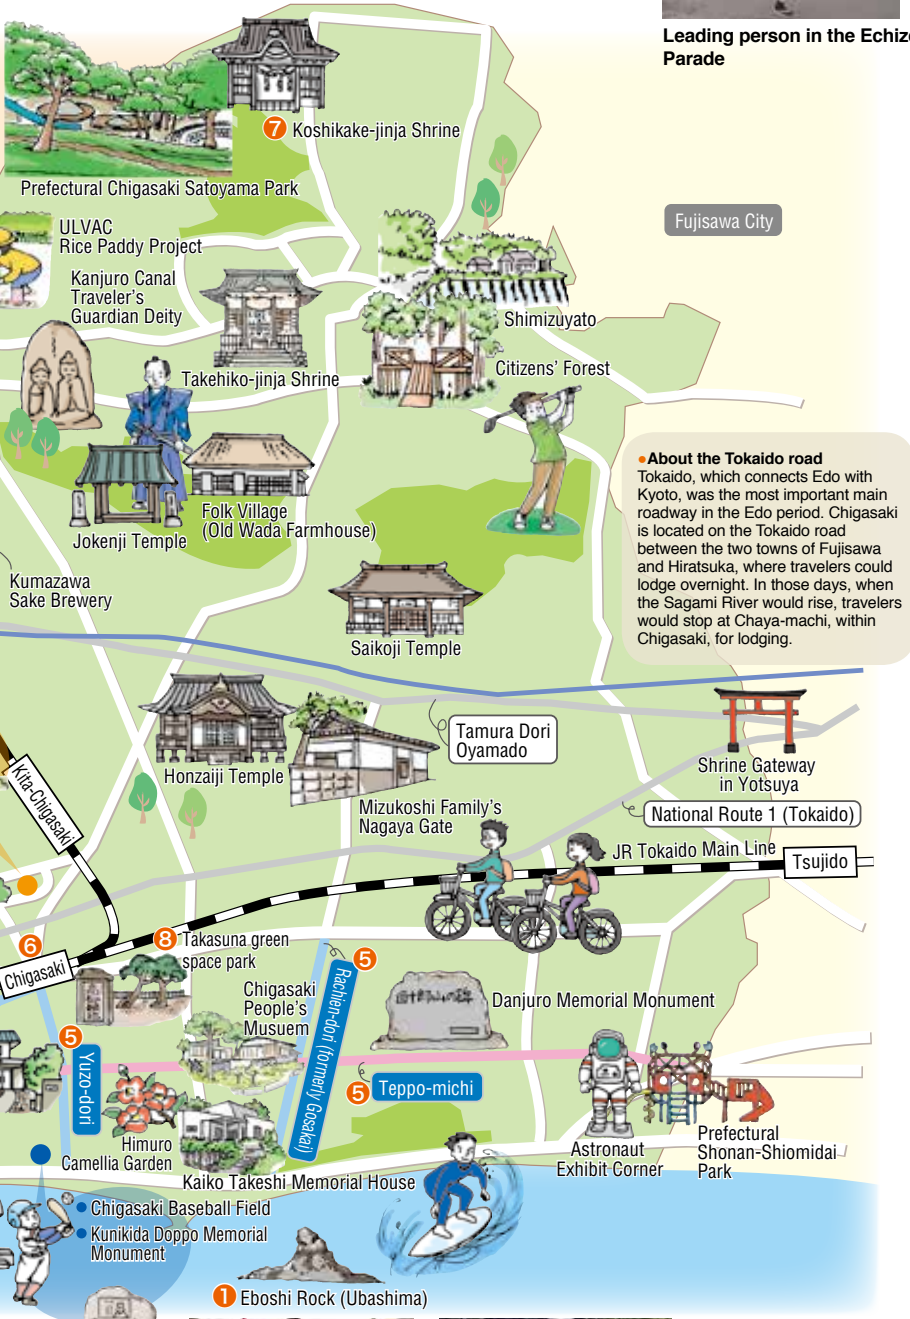 Leading person in the Echiz
Parade
7 Koshikake-jinja Shrine
Prefectural Chigasaki Satoyama Park
Fujisawa City
ULVAC
Rice Paddy Project
Kanjuro Canal
Traveler's
Guardian Deity
Shimizuyato
Takehiko-jinja Shrine
Citizens' Forest
●About the Tokaido road
Tokaido, which connects Edo with
Kyoto, was the most important main
roadway in the Edo period. Chigasaki
is located on the Tokaido road
between the two towns of Fujisawa
and Hiratsuka, where travelers could
lodge overnight. In those days, when
the Sagami River would rise, travelers
would stop at Chaya-machi, within
Chigasaki, for lodging.
Folk Village
(Old Wada Farmhouse)
Jokenji Temple
Kumazawa
Sake Brewery
Saikoji Temple
Tamura Dori
Oyamado
Honzaiji Temple
Shrine Gateway
in Yotsuya
Kita-Chigasaki
Mizukoshi Family's
Nagaya Gate
National Route 1 (Tokaido)
JR Tokaido Main Line
Tsujido
6
Chigasaki
8 Takasuna green
space park
5
Rachien-dori (formerly Gosakai)
Chigasaki
People's
Musuem
Danjuro Memorial Monument
5
Yuzo-dori
5 Teppo-michi
Himuro
Camellia Garden
Astronaut
Exhibit Corner
Prefectural
Shonan-Shiomidai
Park
Kaiko Takeshi Memorial House
● Chigasaki Baseball Field
● Kunikida Doppo Memorial
Monument
1 Eboshi Rock (Ubashima)